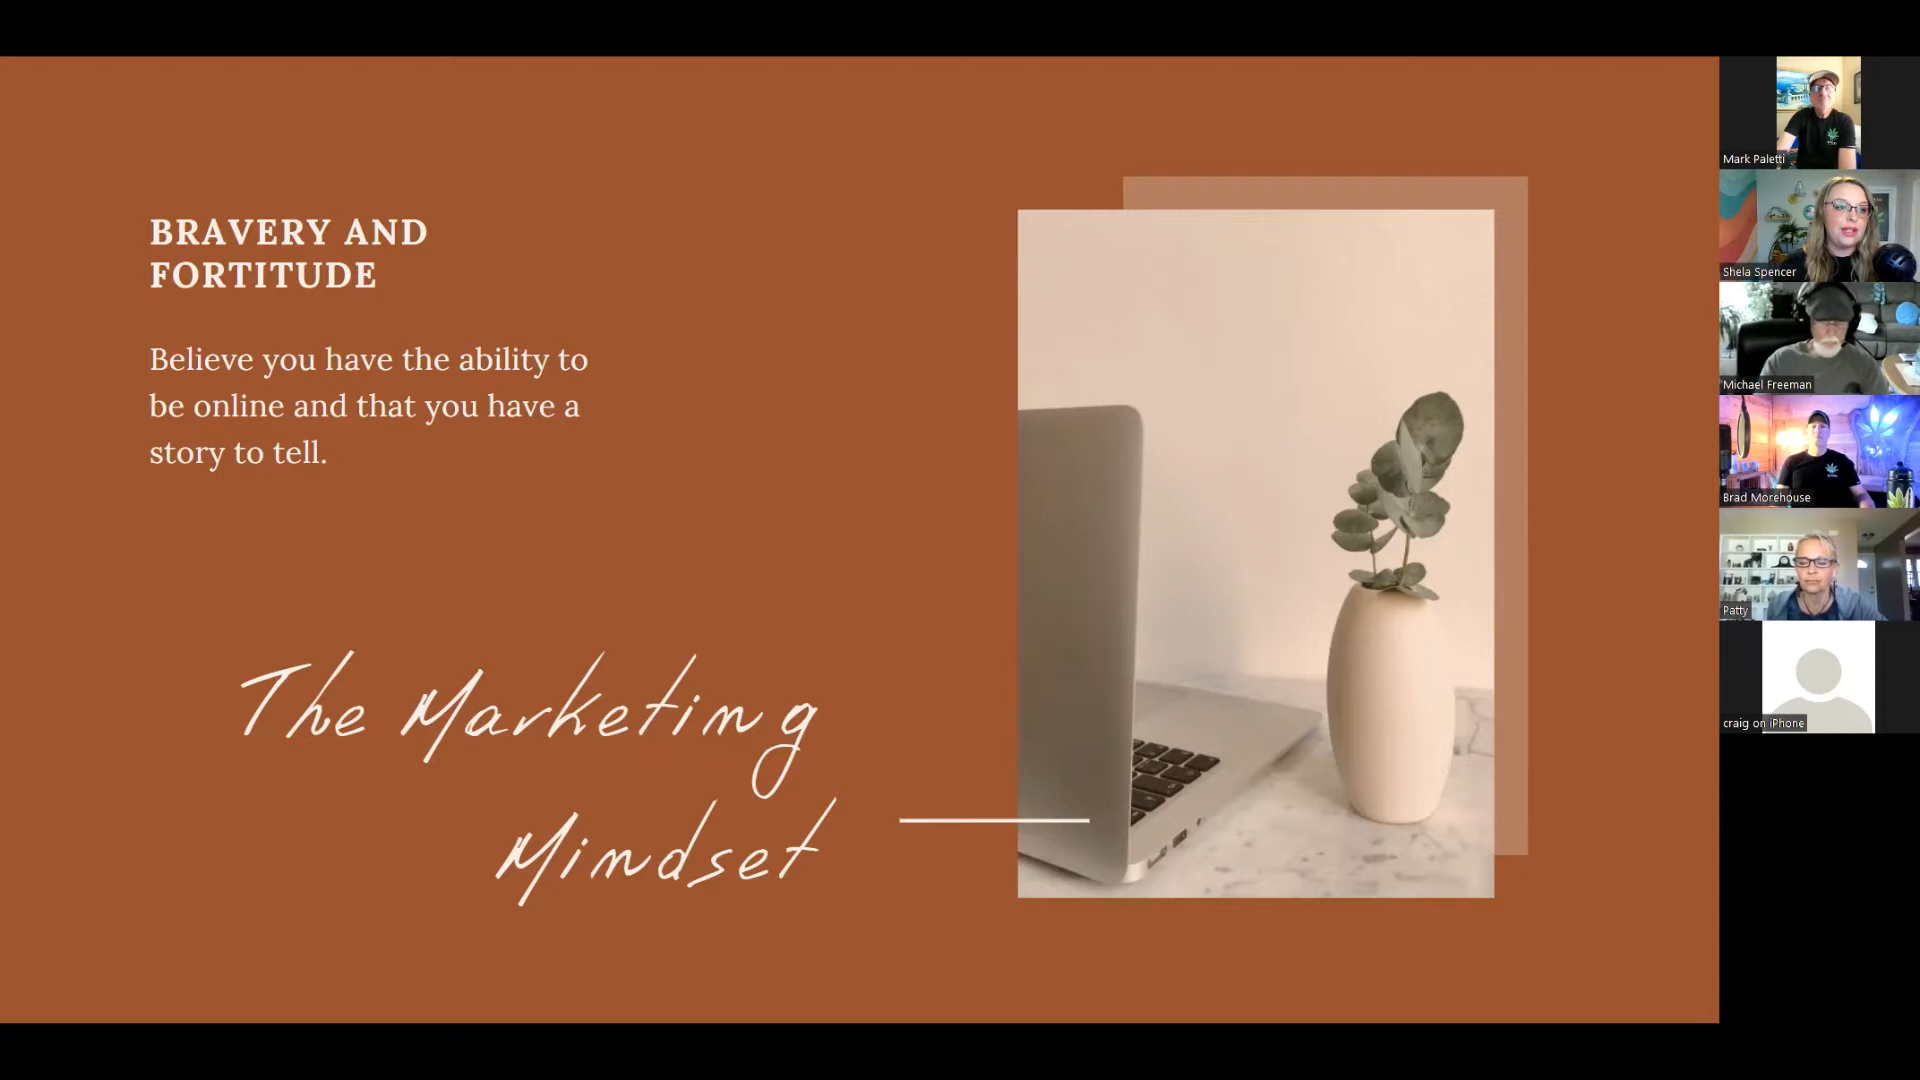 BRAVERY AND
FORTITUDE
Believe you have the ability to
be online and that you have a
story to tell.
The Marketing
Mindset
Mark Paletti
Shela Spencer
Michael Freeman
Brad Morehouse
Patty
craig on iPhone